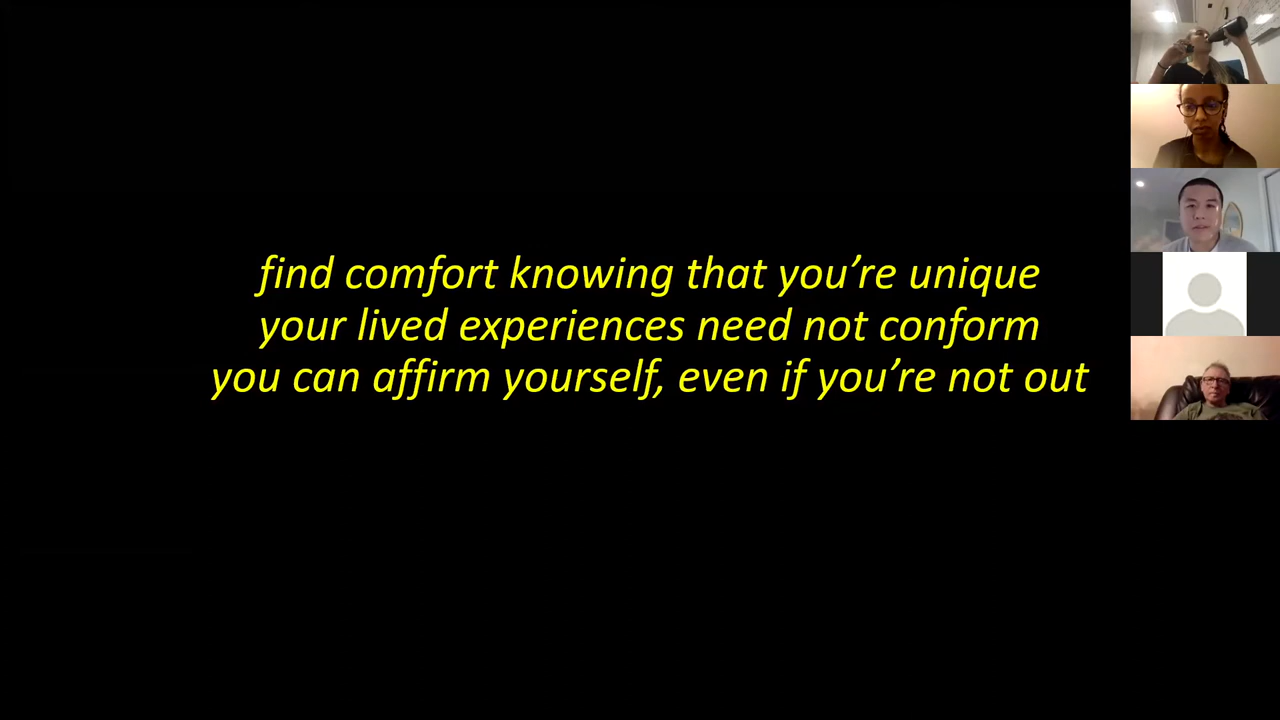 find comfort knowing that you’re unique
your lived experiences need not conform
you can affirm yourself, even if you’re not out